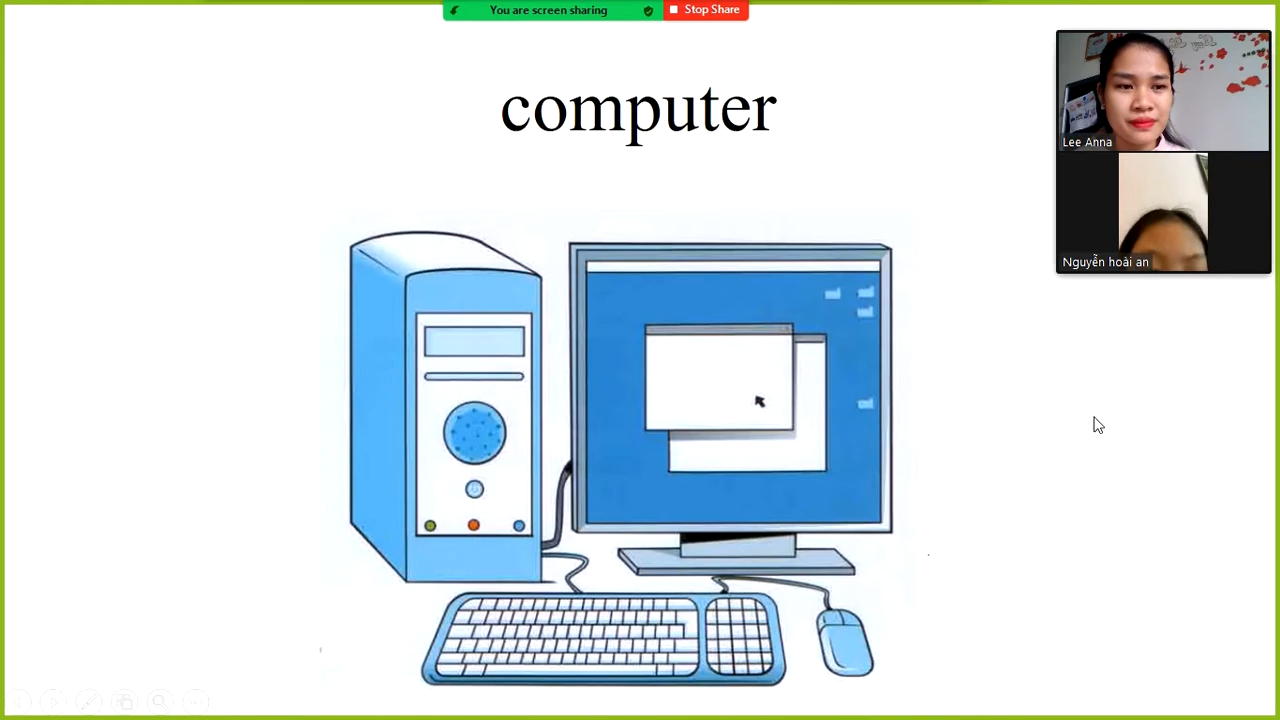 You are screen sharing
Stop Share
computer
Lee Anna
Nguyễn hoài an